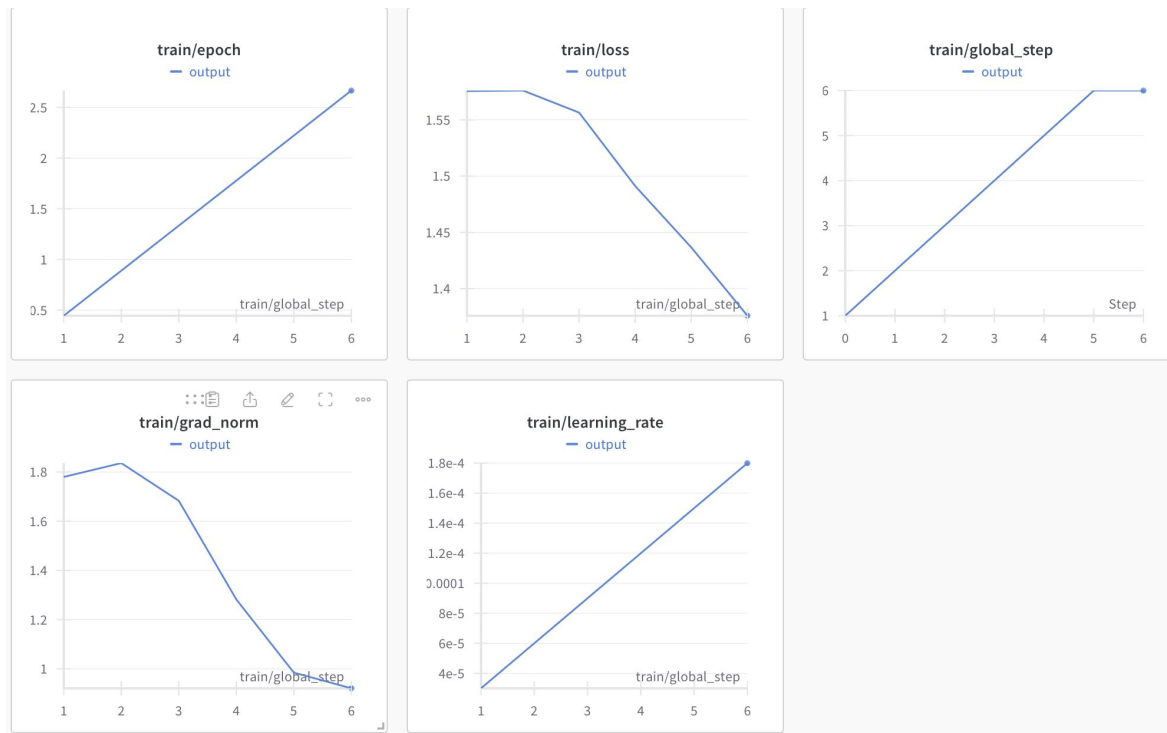 train/epoch
output
2.5
2
1.5
1
0.5
train/global_step
1 2 3 4 5 6
train/loss
output
1.55
1.5
1.45
1.4
train/global_step
1 2 3 4 5 6
train/global_step
output
6
5
4
3
2
1
Step
0 1 2 3 4 5 6
train/grad_norm
output
1.8
1.6
1.4
1.2
1
train/global_step
1 2 3 4 5 6
train/learning_rate
output
1.8e-4
1.6e-4
1.4e-4
1.2e-4
0.0001
8e-5
6e-5
4e-5
train/global_step
1 2 3 4 5 6